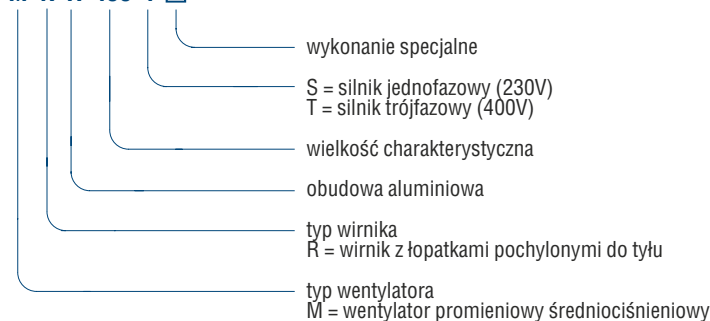 wykonanie specjalne
S = silnik jednofazowy (230V)
T = silnik trójfazowy (400V)
wielkość charakterystyczna
obudowa aluminiowa
typ wirnika
R = wirnik z łopatkami pochylonymi do tyłu
typ wentylatora
M = wentylator promieniowy średniociśnieniowy